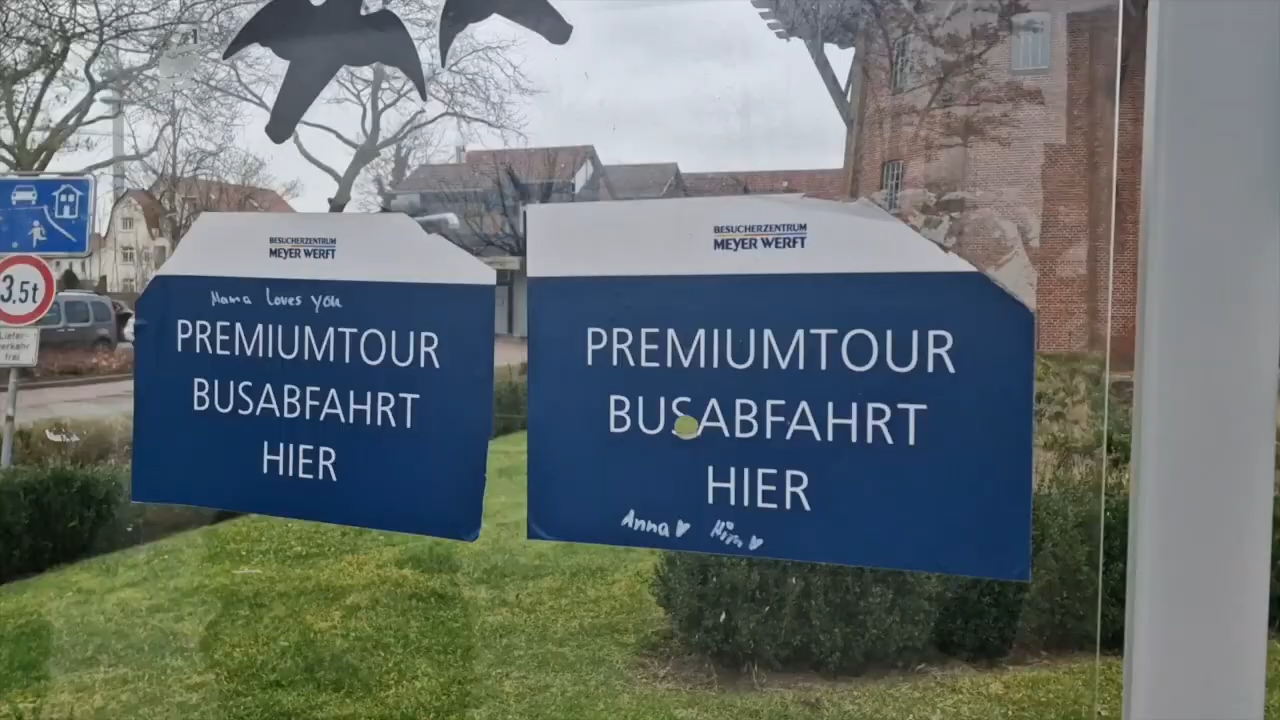 3,5t
Liefer-
verkehr
frei
BESUCHERZENTRUM
MEYER WERFT
Mama loves you
PREMIUMTOUR
BUSABFAHRT
HIER
BESUCHERZENTRUM
MEYER WERFT
PREMIUMTOUR
BUSABFAHRT
HIER
Anna